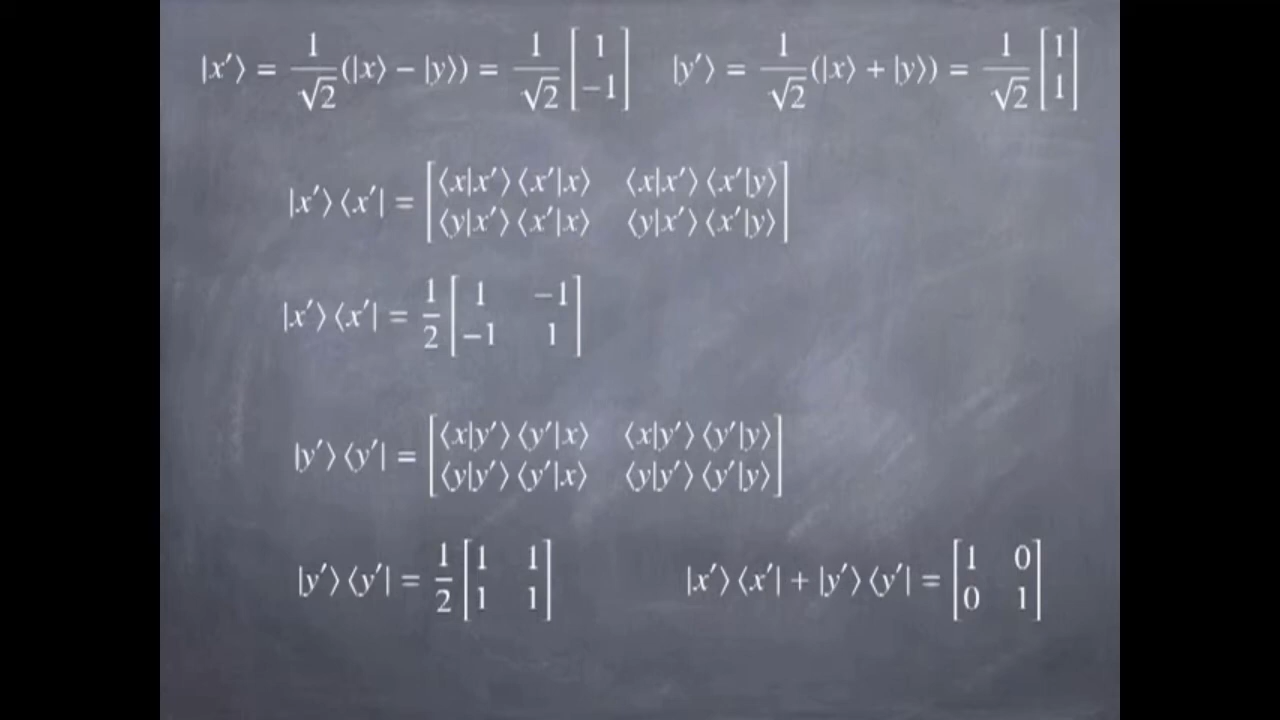 |x′⟩ = 1/√2 (|x⟩ − |y⟩) = 1/√2 [1; −1]   |y′⟩ = 1/√2 (|x⟩ + |y⟩) = 1/√2 [1; 1]
|x′⟩⟨x′| = [⟨x|x′⟩⟨x′|x⟩ ⟨x|x′⟩⟨x′|y⟩; ⟨y|x′⟩⟨x′|x⟩ ⟨y|x′⟩⟨x′|y⟩]
|x′⟩⟨x′| = 1/2 [1 −1; −1 1]
|y′⟩⟨y′| = [⟨x|y′⟩⟨y′|x⟩ ⟨x|y′⟩⟨y′|y⟩; ⟨y|y′⟩⟨y′|x⟩ ⟨y|y′⟩⟨y′|y⟩]
|y′⟩⟨y′| = 1/2 [1 1; 1 1]   |x′⟩⟨x′| + |y′⟩⟨y′| = [1 0; 0 1]